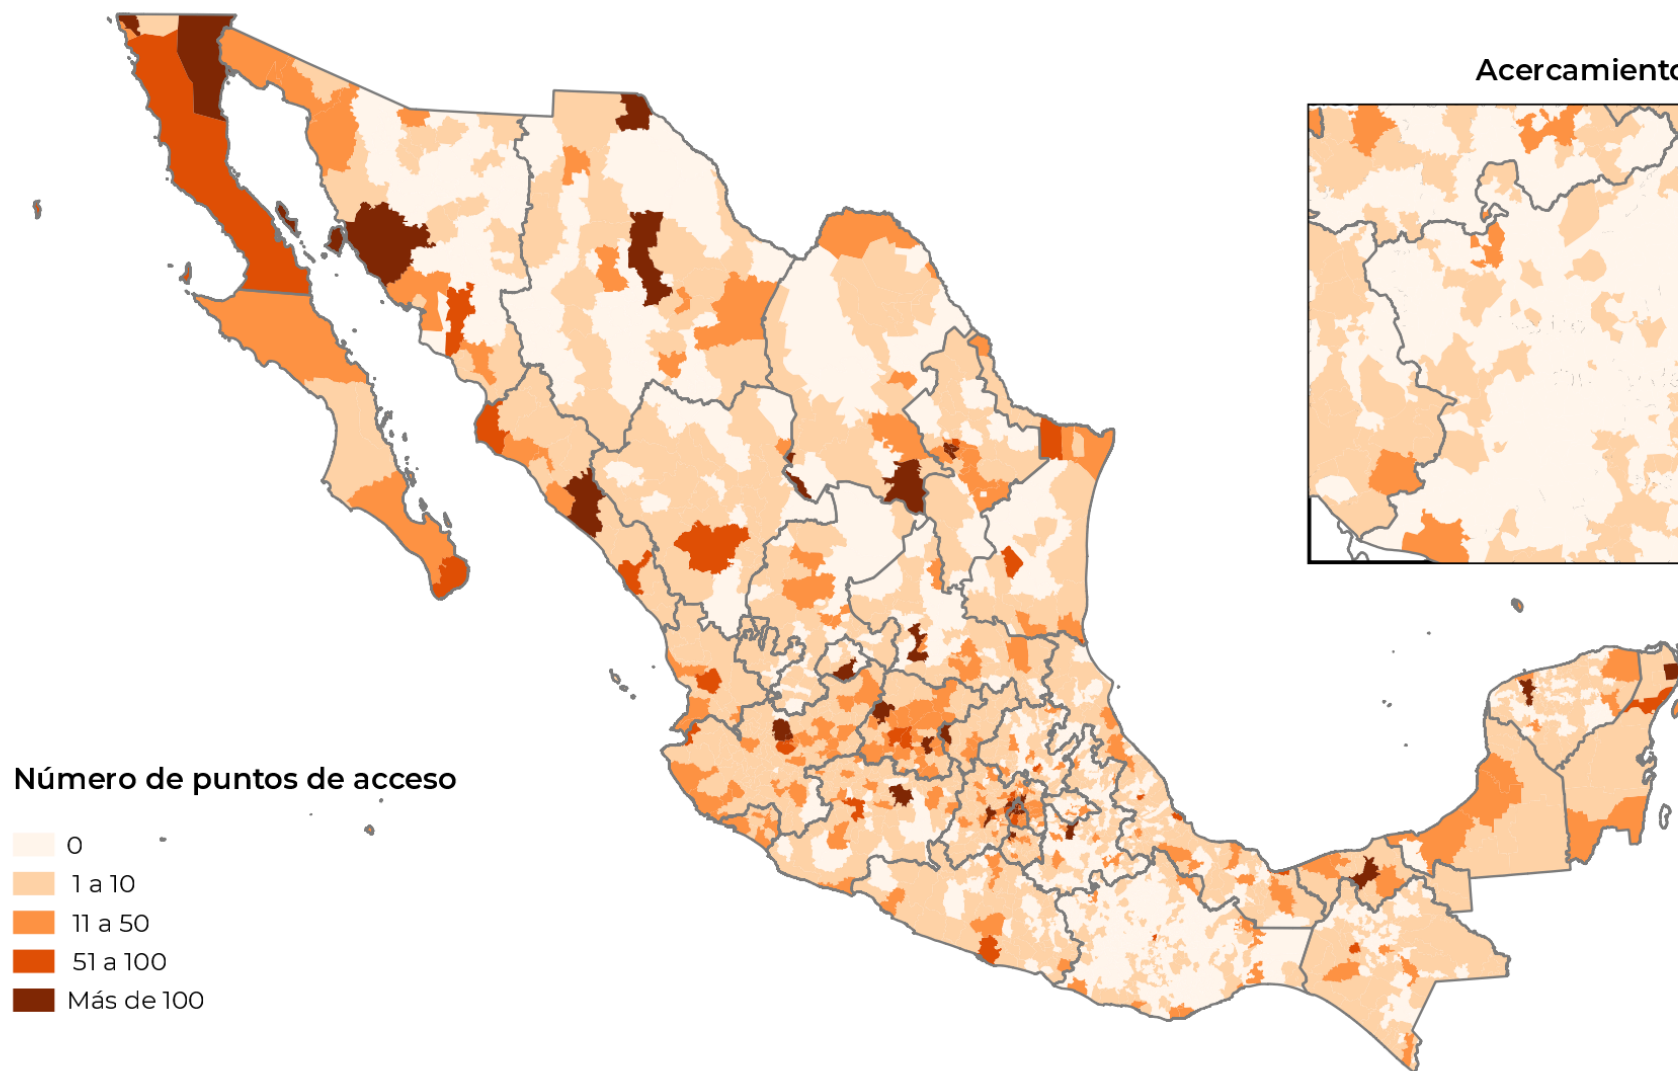 Acercamiento
Número de puntos de acceso
0
1 a 10
11 a 50
51 a 100
Más de 100